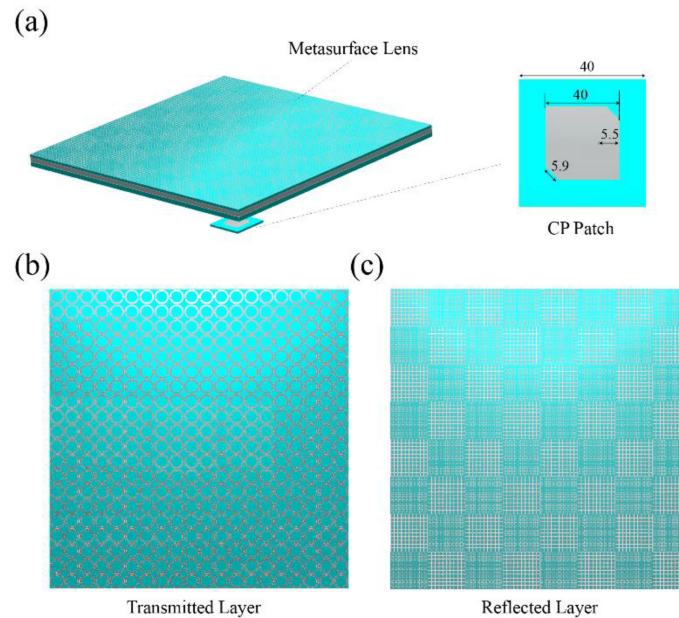 (a)
Metasurface Lens
40
40
5.5
5.9
CP Patch
(b)
(c)
Transmitted Layer
Reflected Layer